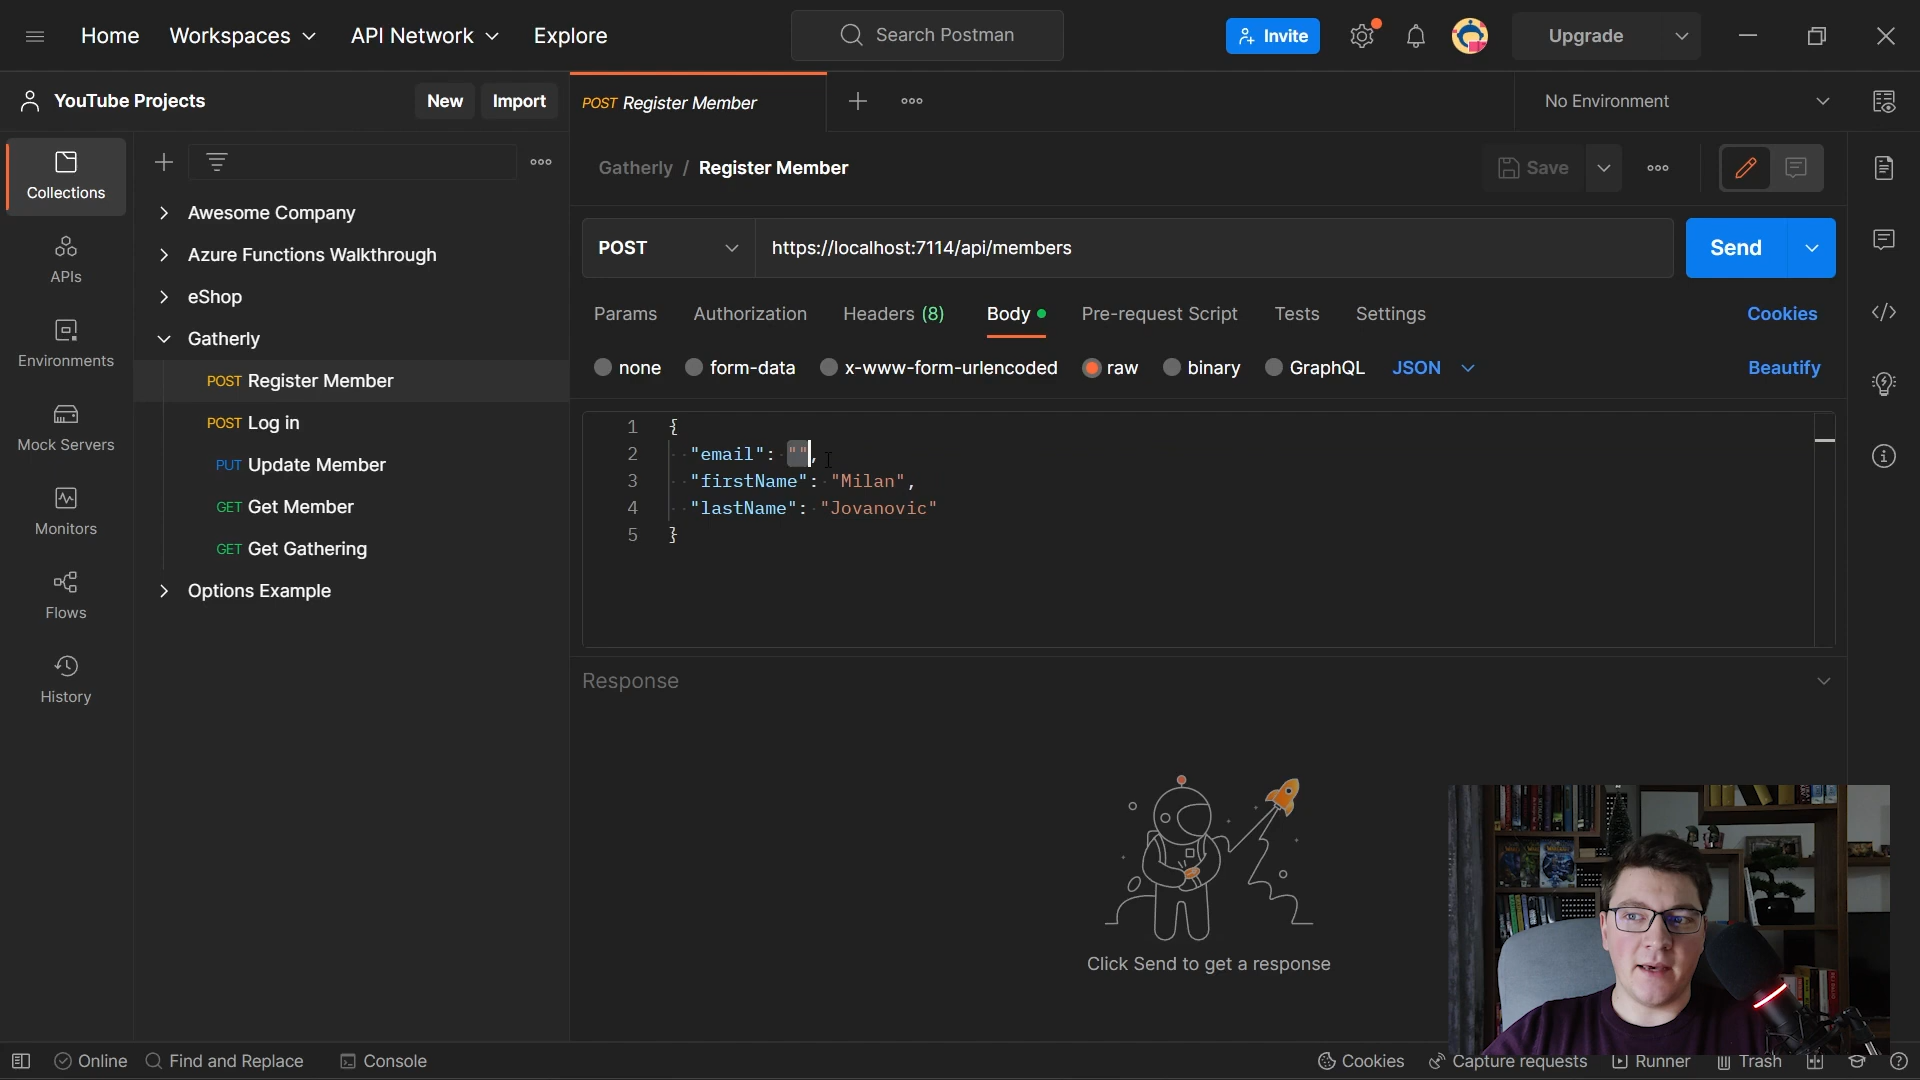 Home
Workspaces
API Network
Explore
Search Postman
Invite
Upgrade
YouTube Projects
New
Import
POST Register Member
No Environment
Collections
APIs
Environments
Mock Servers
Monitors
Flows
History
Awesome Company
Azure Functions Walkthrough
eShop
Gatherly
POST Register Member
POST Log in
PUT Update Member
GET Get Member
GET Get Gathering
Options Example
Gatherly / Register Member
Save
POST
https://localhost:7114/api/members
Send
Params
Authorization
Headers (8)
Body
Pre-request Script
Tests
Settings
Cookies
none
form-data
x-www-form-urlencoded
raw
binary
GraphQL
JSON
Beautify
1 {
2 "email": "",
3 "firstName": "Milan",
4 "lastName": "Jovanovic"
5 }
Response
Click Send to get a response
Online
Find and Replace
Console
Cookies
Capture requests
Runner
Trash